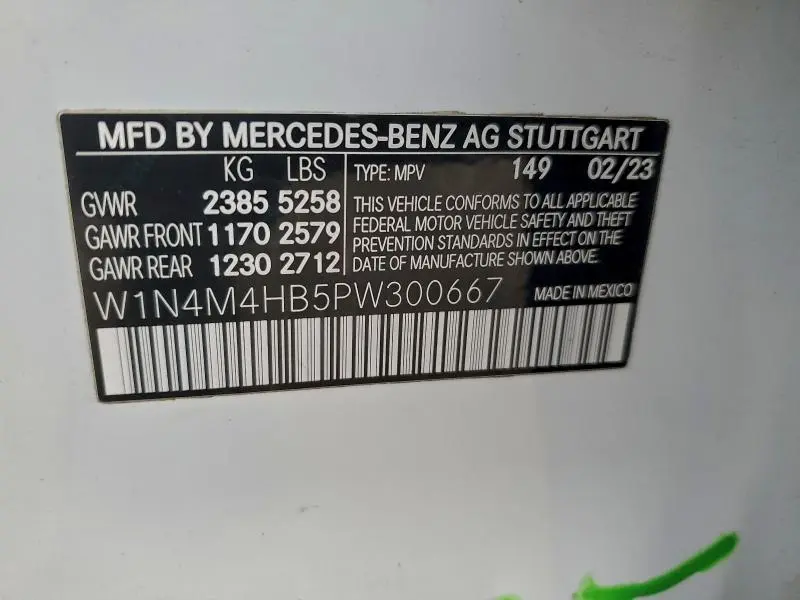 MFD BY MERCEDES-BENZ AG STUTTGART
KG LBS TYPE: MPV 149 02/23
GVWR 2385 5258
GAWR FRONT 1170 2579
GAWR REAR 1230 2712
THIS VEHICLE CONFORMS TO ALL APPLICABLE
FEDERAL MOTOR VEHICLE SAFETY AND THEFT
PREVENTION STANDARDS IN EFFECT ON THE
DATE OF MANUFACTURE SHOWN ABOVE.
W1N4M4HB5PW300667 MADE IN MEXICO